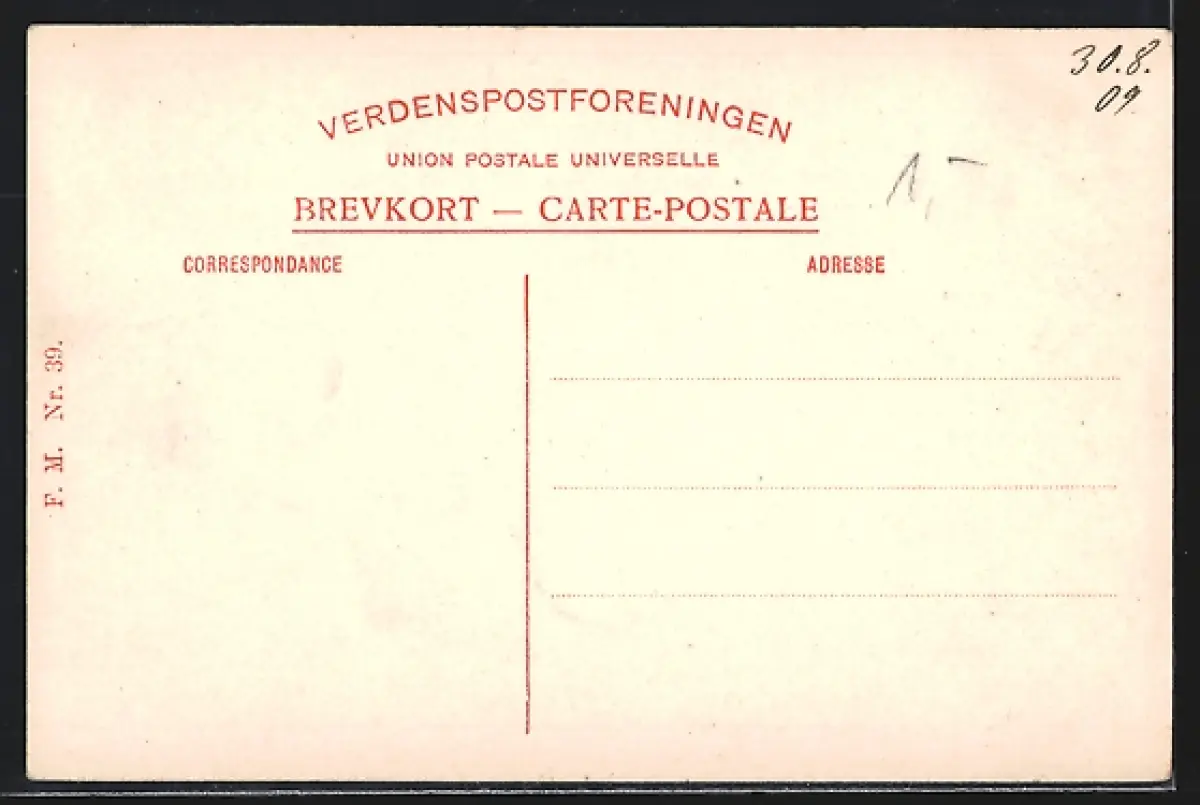 30.8.
09
VERDENSPOSTFORENINGEN
UNION POSTALE UNIVERSELLE
1,–
BREVKORT — CARTE-POSTALE
CORRESPONDANCE
ADRESSE
F. M. Nr. 39.